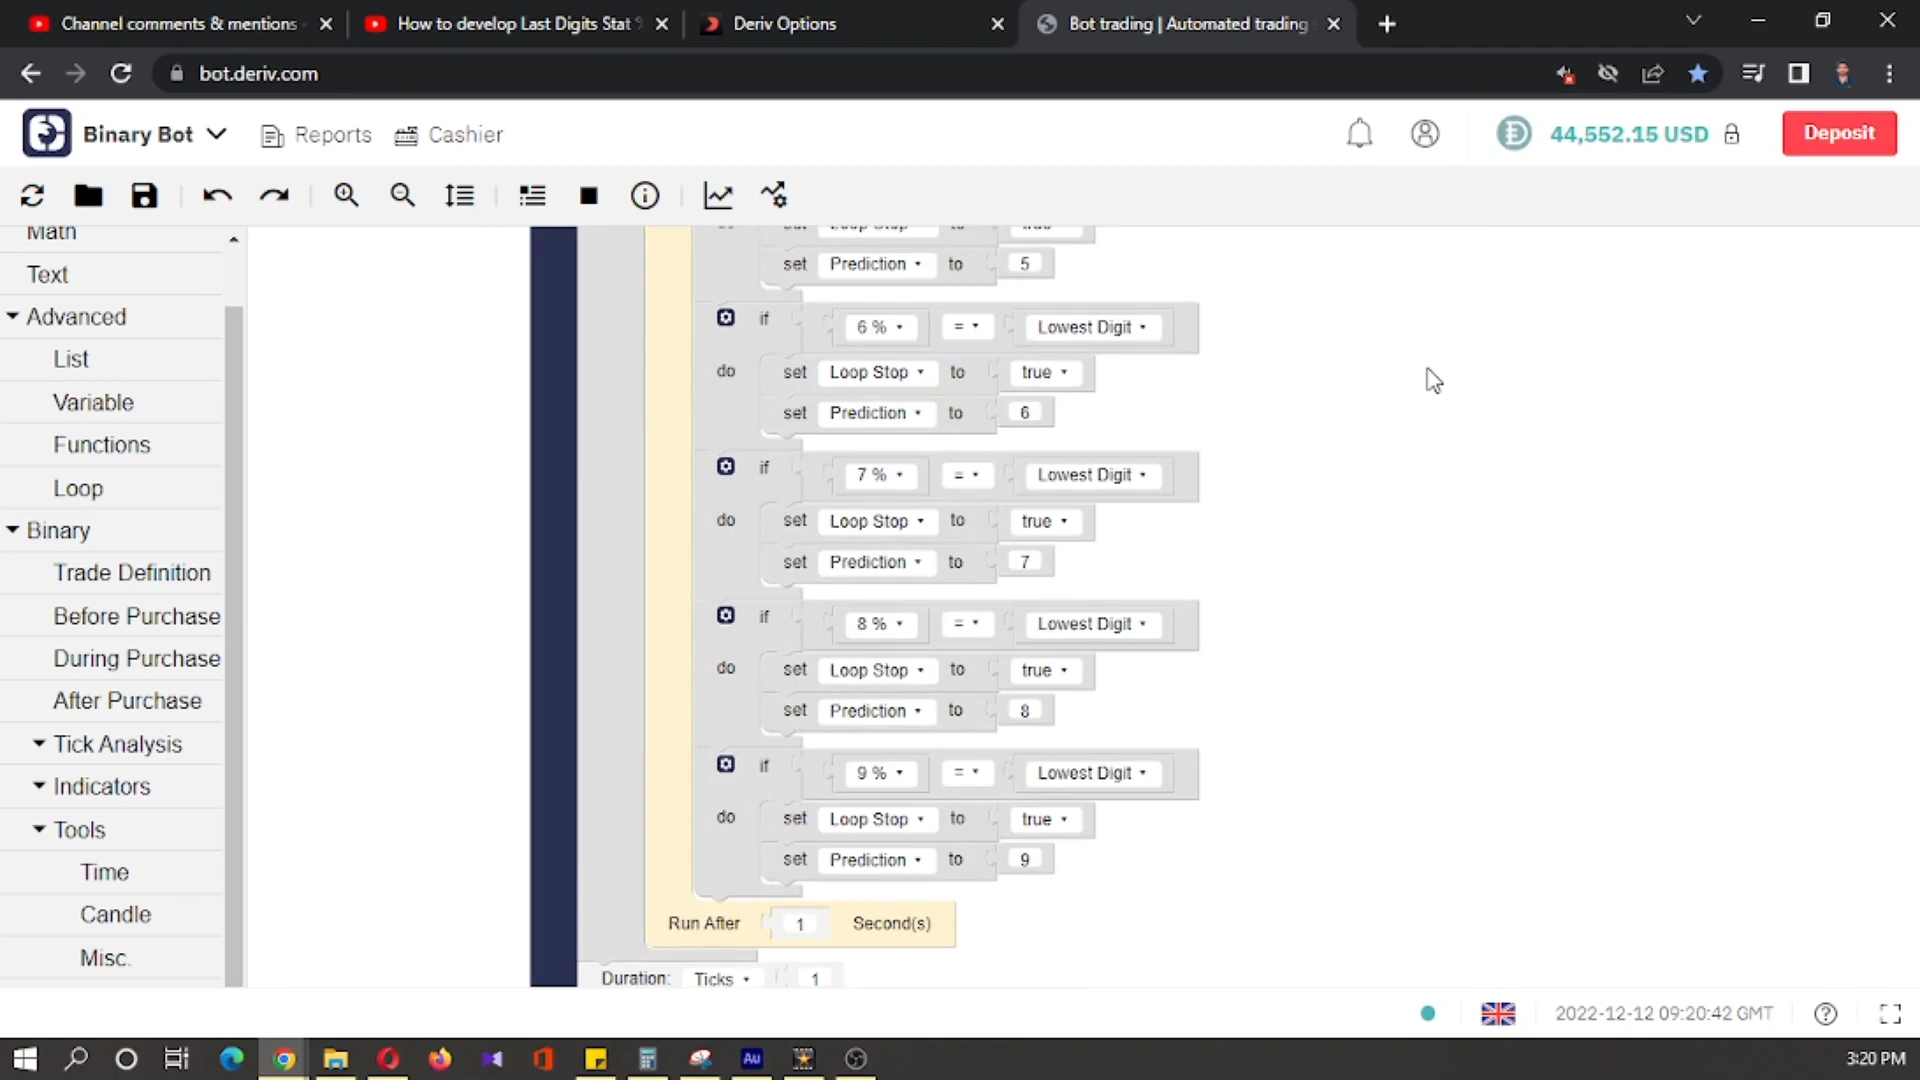 Channel comments & mentions
How to develop Last Digits Stat
Deriv Options
Bot trading | Automated trading
bot.deriv.com
Binary Bot
Reports
Cashier
44,552.15 USD
Deposit
Math
Text
Advanced
List
Variable
Functions
Loop
Binary
Trade Definition
Before Purchase
During Purchase
After Purchase
Tick Analysis
Indicators
Tools
Time
Candle
Misc.
set Prediction to 5
if 6 % = Lowest Digit
do set Loop Stop to true
set Prediction to 6
if 7 % = Lowest Digit
do set Loop Stop to true
set Prediction to 7
if 8 % = Lowest Digit
do set Loop Stop to true
set Prediction to 8
if 9 % = Lowest Digit
do set Loop Stop to true
set Prediction to 9
Run After 1 Second(s)
Duration: Ticks 1
2022-12-12 09:20:42 GMT
Au
3:20 PM